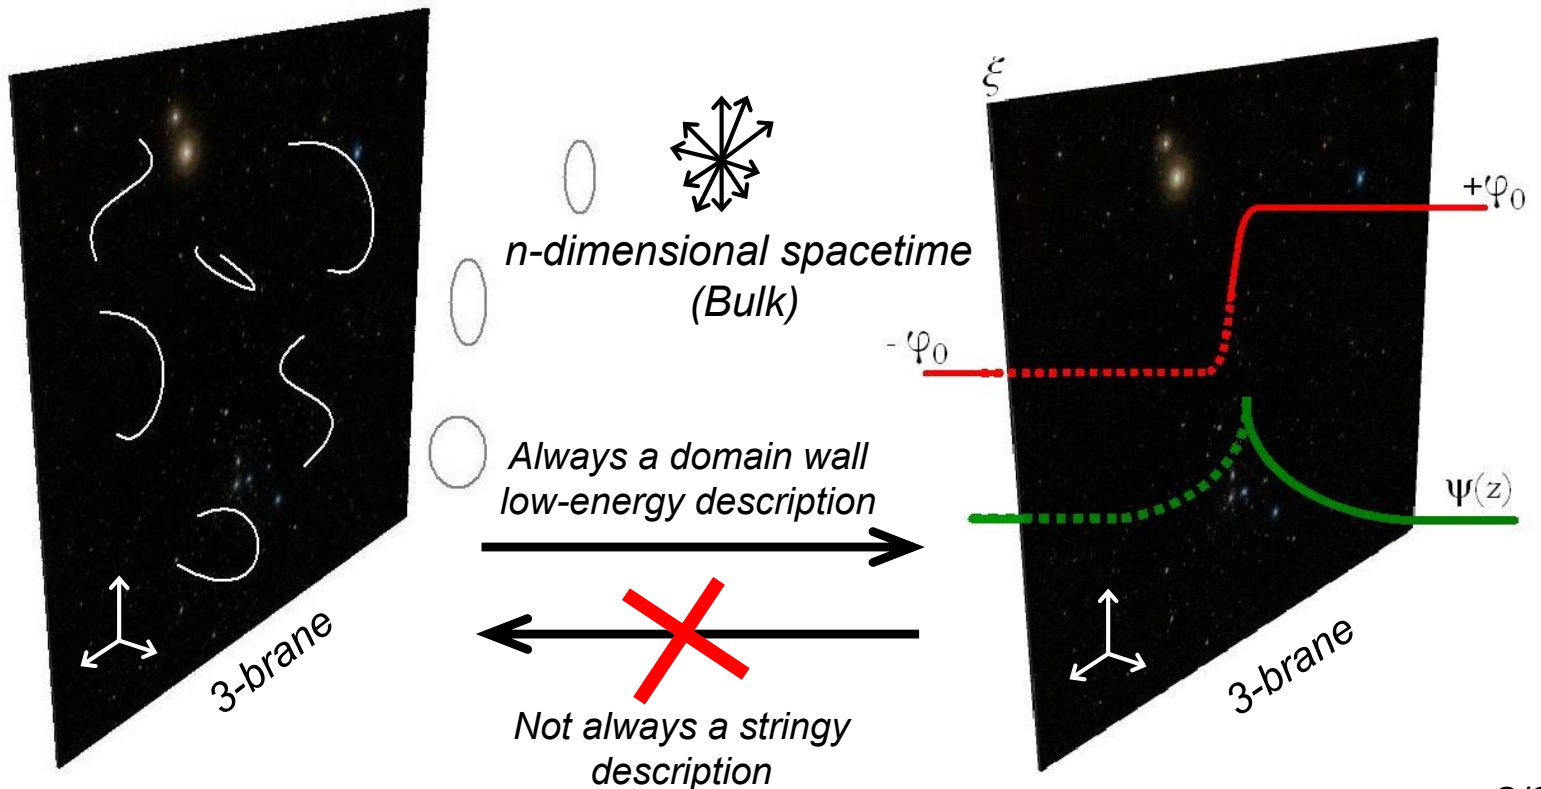 ξ
n-dimensional spacetime
(Bulk)
+φ₀
- φ₀
Always a domain wall
low-energy description
ψ(z)
3-brane
3-brane
Not always a stringy
description